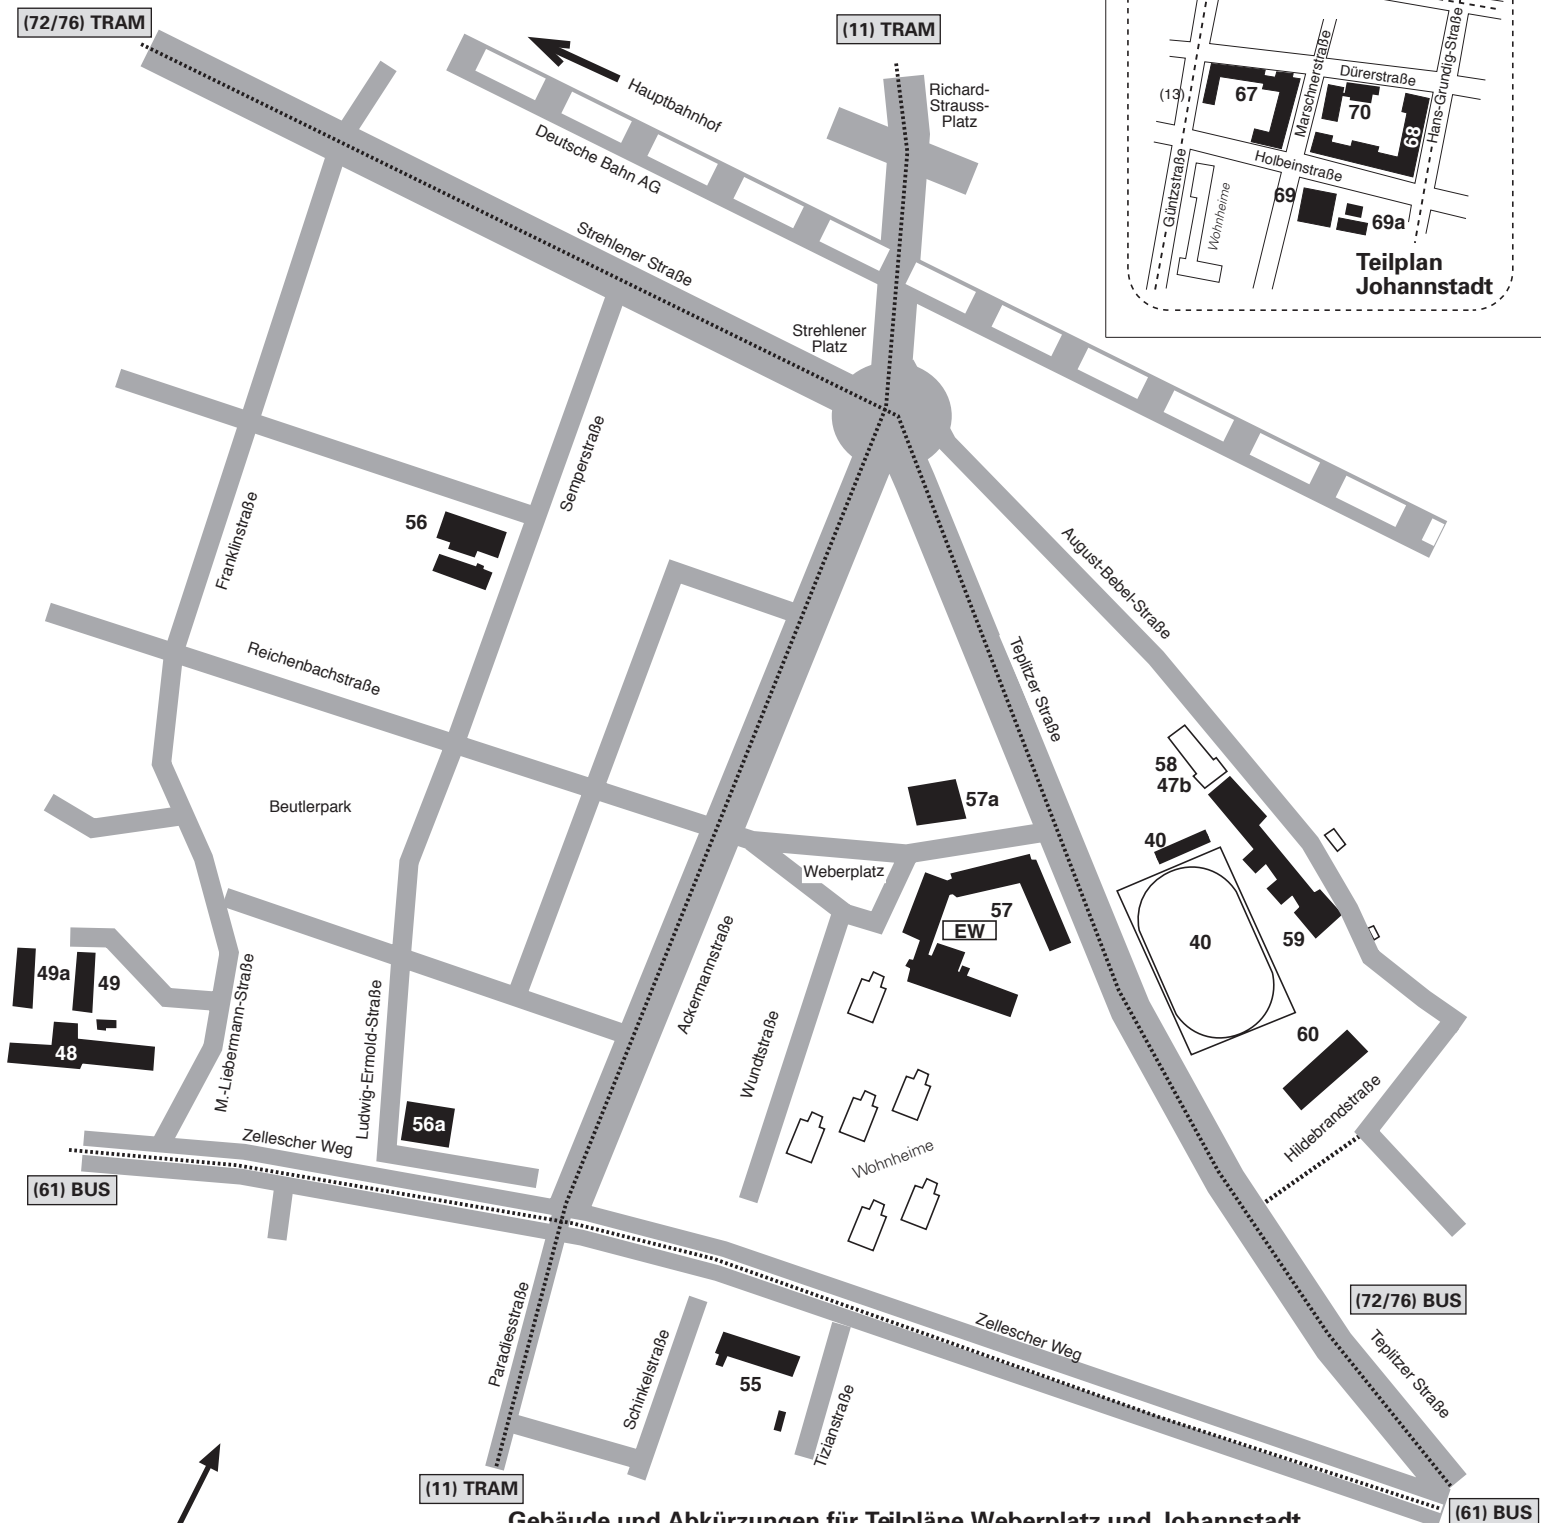 (72/76) TRAM
(11) TRAM
Richard-
Strauss-
Platz
Hauptbahnhof
Deutsche Bahn AG
Strehlener Straße
Strehlener
Platz
(13)
67
Marschnerstraße
Dürerstraße
70
68
Hans-Grundig-Straße
Holbeinstraße
Güntzstraße
Wohnheime
69
69a
Teilplan
Johannstadt
Semperstraße
Franklinstraße
56
August-Bebel-Straße
Teplitzer Straße
Reichenbachstraße
Beutlerpark
58
47b
57a
40
Weberplatz
57
EW
40
59
49a
49
48
M.-Liebermann-Straße
Ludwig-Ermold-Straße
Ackermannstraße
Wundtstraße
60
Hildebrandstraße
56a
Zellescher Weg
Wohnheime
(61) BUS
(72/76) BUS
Paradiesstraße
Schinkelstraße
55
Tizianstraße
Zellescher Weg
Teplitzer Straße
(11) TRAM
(61) BUS
Gebäude und Abkürzungen für Teilpläne Weberplatz und Johannstadt